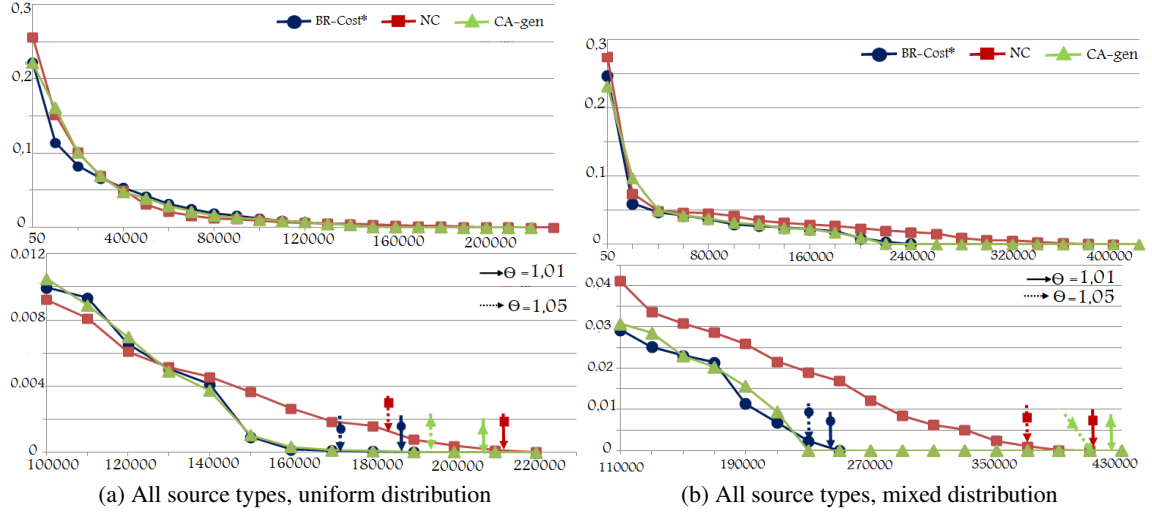 0,3
BR-Cost* NC CA-gen
0,2
0,1
0
50 40000 80000 120000 160000 200000
0,012
Θ = 1,01
Θ = 1,05
0,008
0,004
0
100000 120000 140000 160000 180000 200000 220000
(a) All source types, uniform distribution
0,3
BR-Cost* NC CA-gen
0,2
0,1
0
50 80000 160000 240000 320000 400000
0,04
Θ = 1,01
Θ = 1,05
0,03
0,02
0,01
0
110000 190000 270000 350000 430000
(b) All source types, mixed distribution